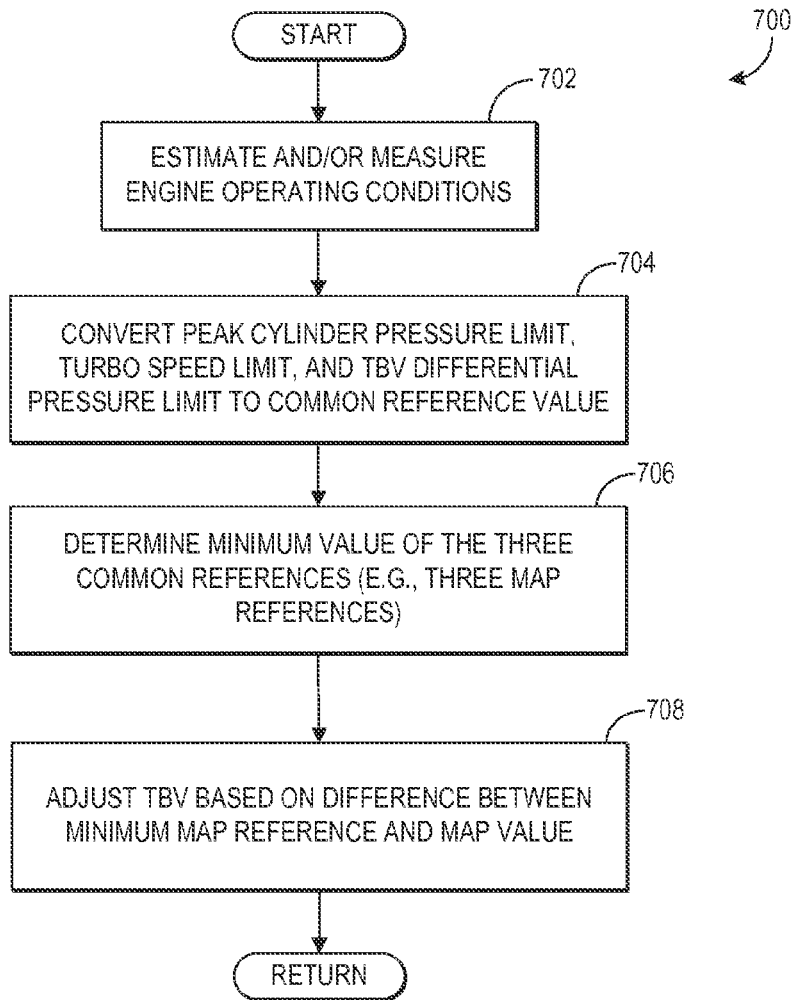 START
700
702
ESTIMATE AND/OR MEASURE
ENGINE OPERATING CONDITIONS
704
CONVERT PEAK CYLINDER PRESSURE LIMIT,
TURBO SPEED LIMIT, AND TBV DIFFERENTIAL
PRESSURE LIMIT TO COMMON REFERENCE VALUE
706
DETERMINE MINIMUM VALUE OF THE THREE
COMMON REFERENCES (E.G., THREE MAP
REFERENCES)
708
ADJUST TBV BASED ON DIFFERENCE BETWEEN
MINIMUM MAP REFERENCE AND MAP VALUE
RETURN